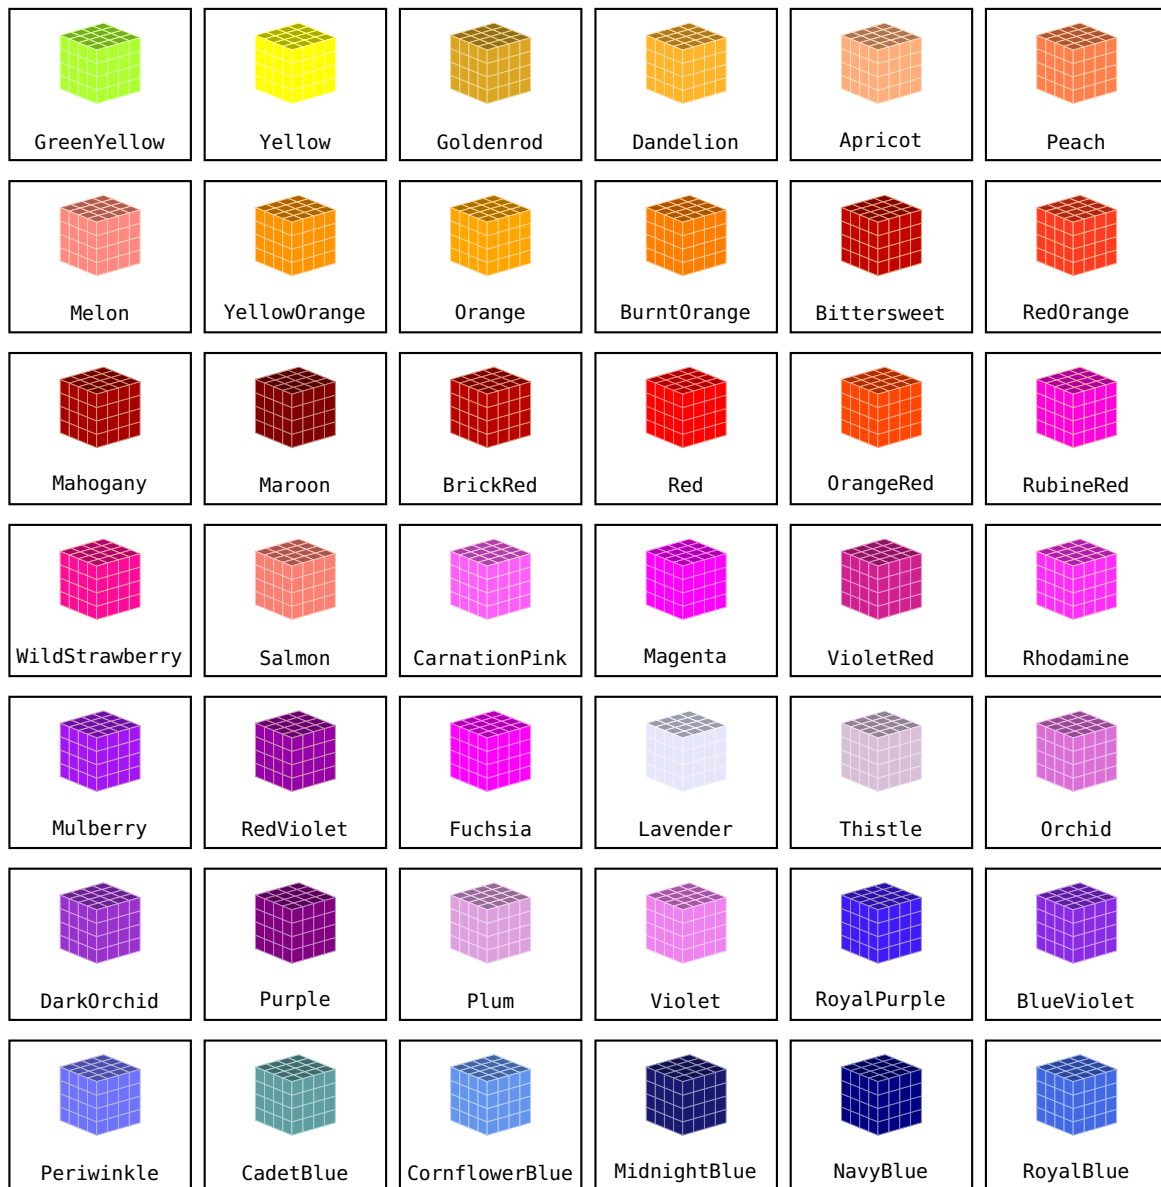 GreenYellow Yellow Goldenrod Dandelion Apricot Peach
Melon YellowOrange Orange BurntOrange Bittersweet RedOrange
Mahogany Maroon BrickRed Red OrangeRed RubineRed
WildStrawberry Salmon CarnationPink Magenta VioletRed Rhodamine
Mulberry RedViolet Fuchsia Lavender Thistle Orchid
DarkOrchid Purple Plum Violet RoyalPurple BlueViolet
Periwinkle CadetBlue CornflowerBlue MidnightBlue NavyBlue RoyalBlue